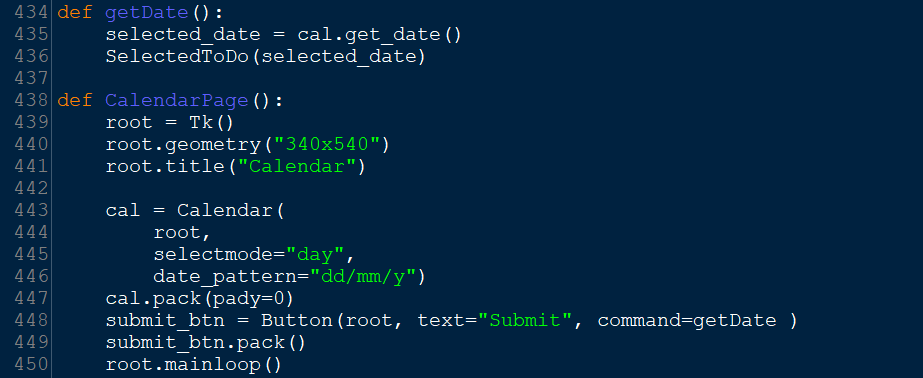 434 def getDate():
435     selected_date = cal.get_date()
436     SelectedToDo(selected_date)
437
438 def CalendarPage():
439     root = Tk()
440     root.geometry("340x540")
441     root.title("Calendar")
442
443     cal = Calendar(
444         root,
445         selectmode="day",
446         date_pattern="dd/mm/y")
447     cal.pack(pady=0)
448     submit_btn = Button(root, text="Submit", command=getDate )
449     submit_btn.pack()
450     root.mainloop()